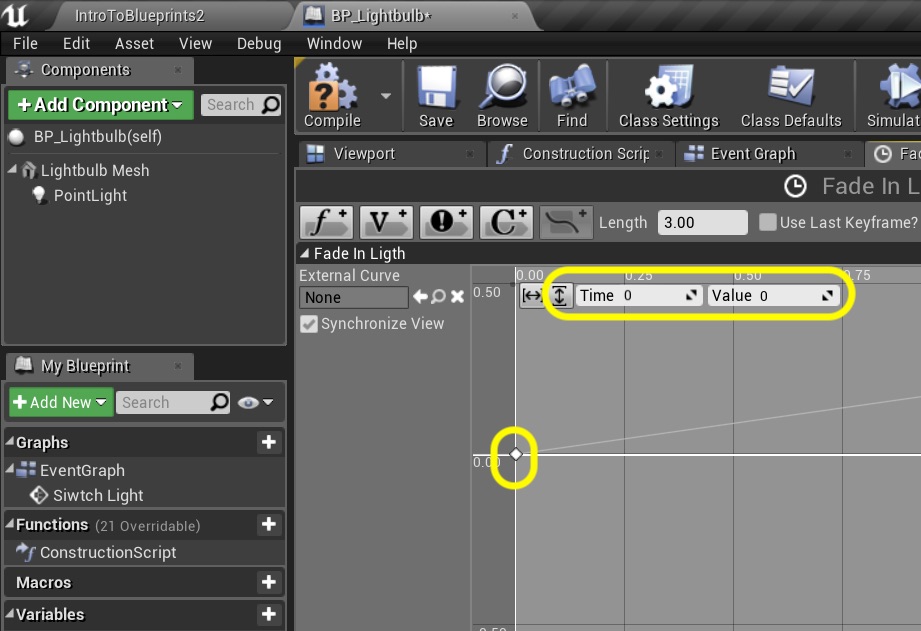 IntroToBlueprints2 BP_Lightbulb*
File Edit Asset View Debug Window Help
Components
+Add Component Search
BP_Lightbulb(self)
Lightbulb Mesh
PointLight
Compile Save Browse Find Class Settings Class Defaults Simulat
Viewport Construction Scrip Event Graph Fad
Fade In L
Length 3.00 Use Last Keyframe?
Fade In Ligth
External Curve
None
Synchronize View
0.00 0.25 0.50 0.75
0.50
Time 0 Value 0
0.00
-0.50
My Blueprint
+Add New Search
Graphs
EventGraph
Siwtch Light
Functions (21 Overridable)
ConstructionScript
Macros
Variables